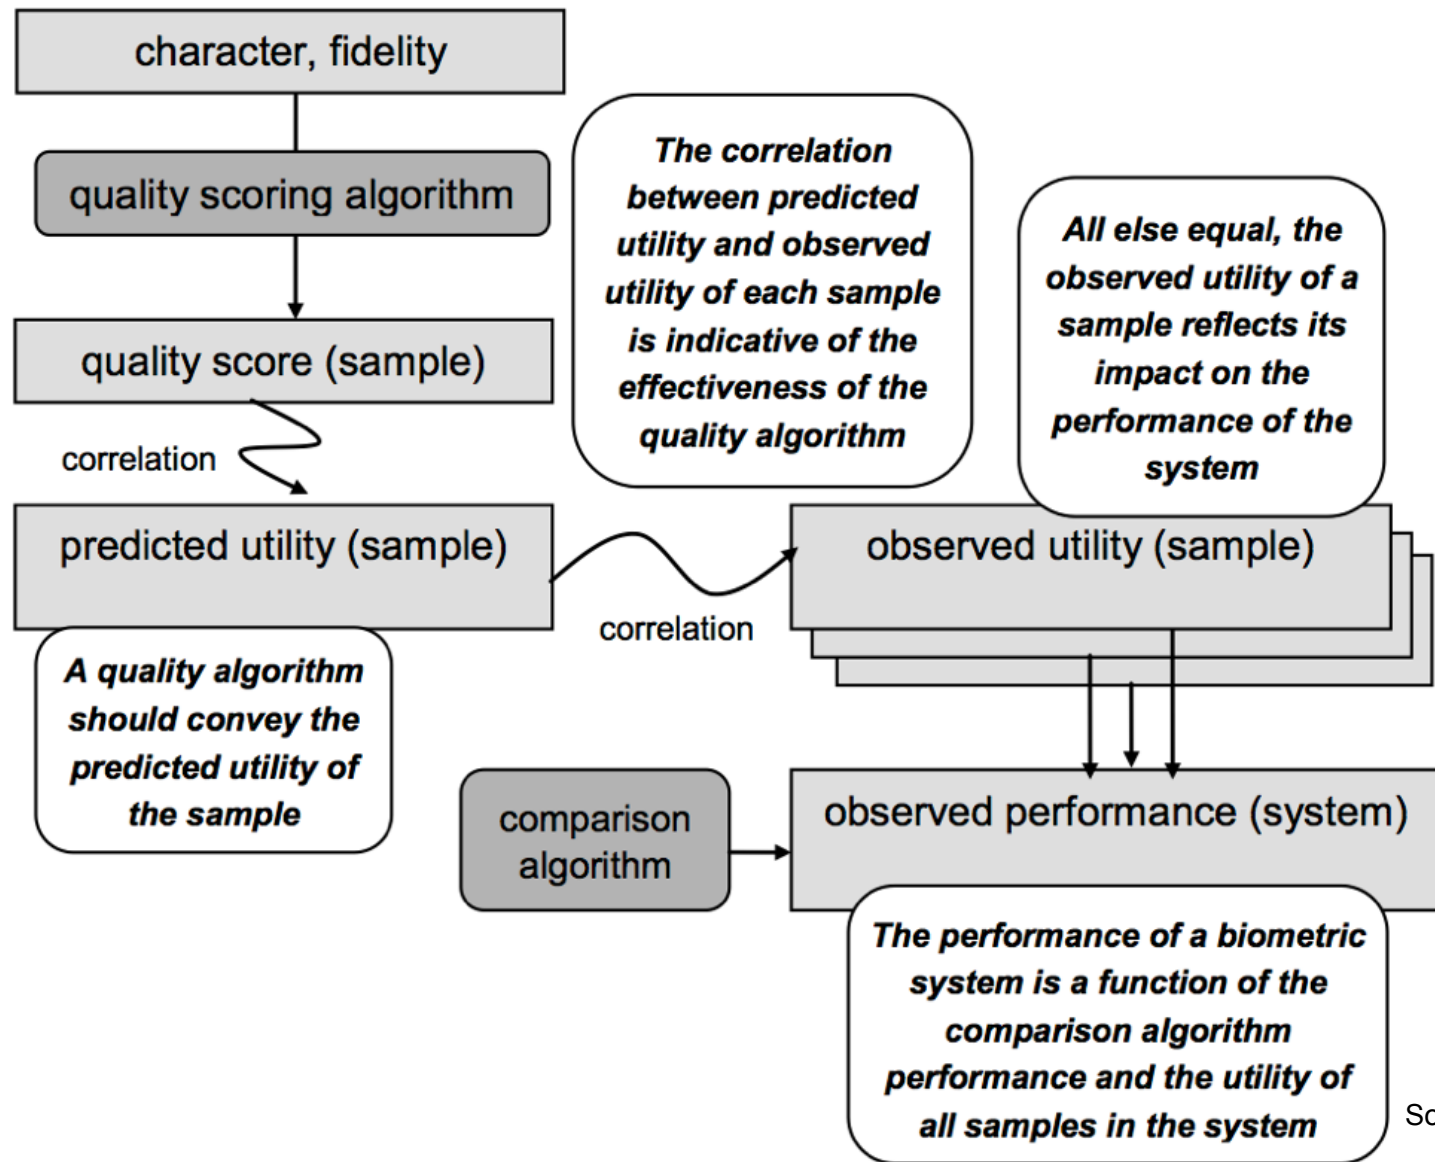 character, fidelity
quality scoring algorithm
quality score (sample)
correlation
predicted utility (sample)
A quality algorithm
should convey the
predicted utility of
the sample
correlation
The correlation
between predicted
utility and observed
utility of each sample
is indicative of the
effectiveness of the
quality algorithm
All else equal, the
observed utility of a
sample reflects its
impact on the
performance of the
system
observed utility (sample)
comparison
algorithm
observed performance (system)
The performance of a biometric
system is a function of the
comparison algorithm
performance and the utility of
all samples in the system